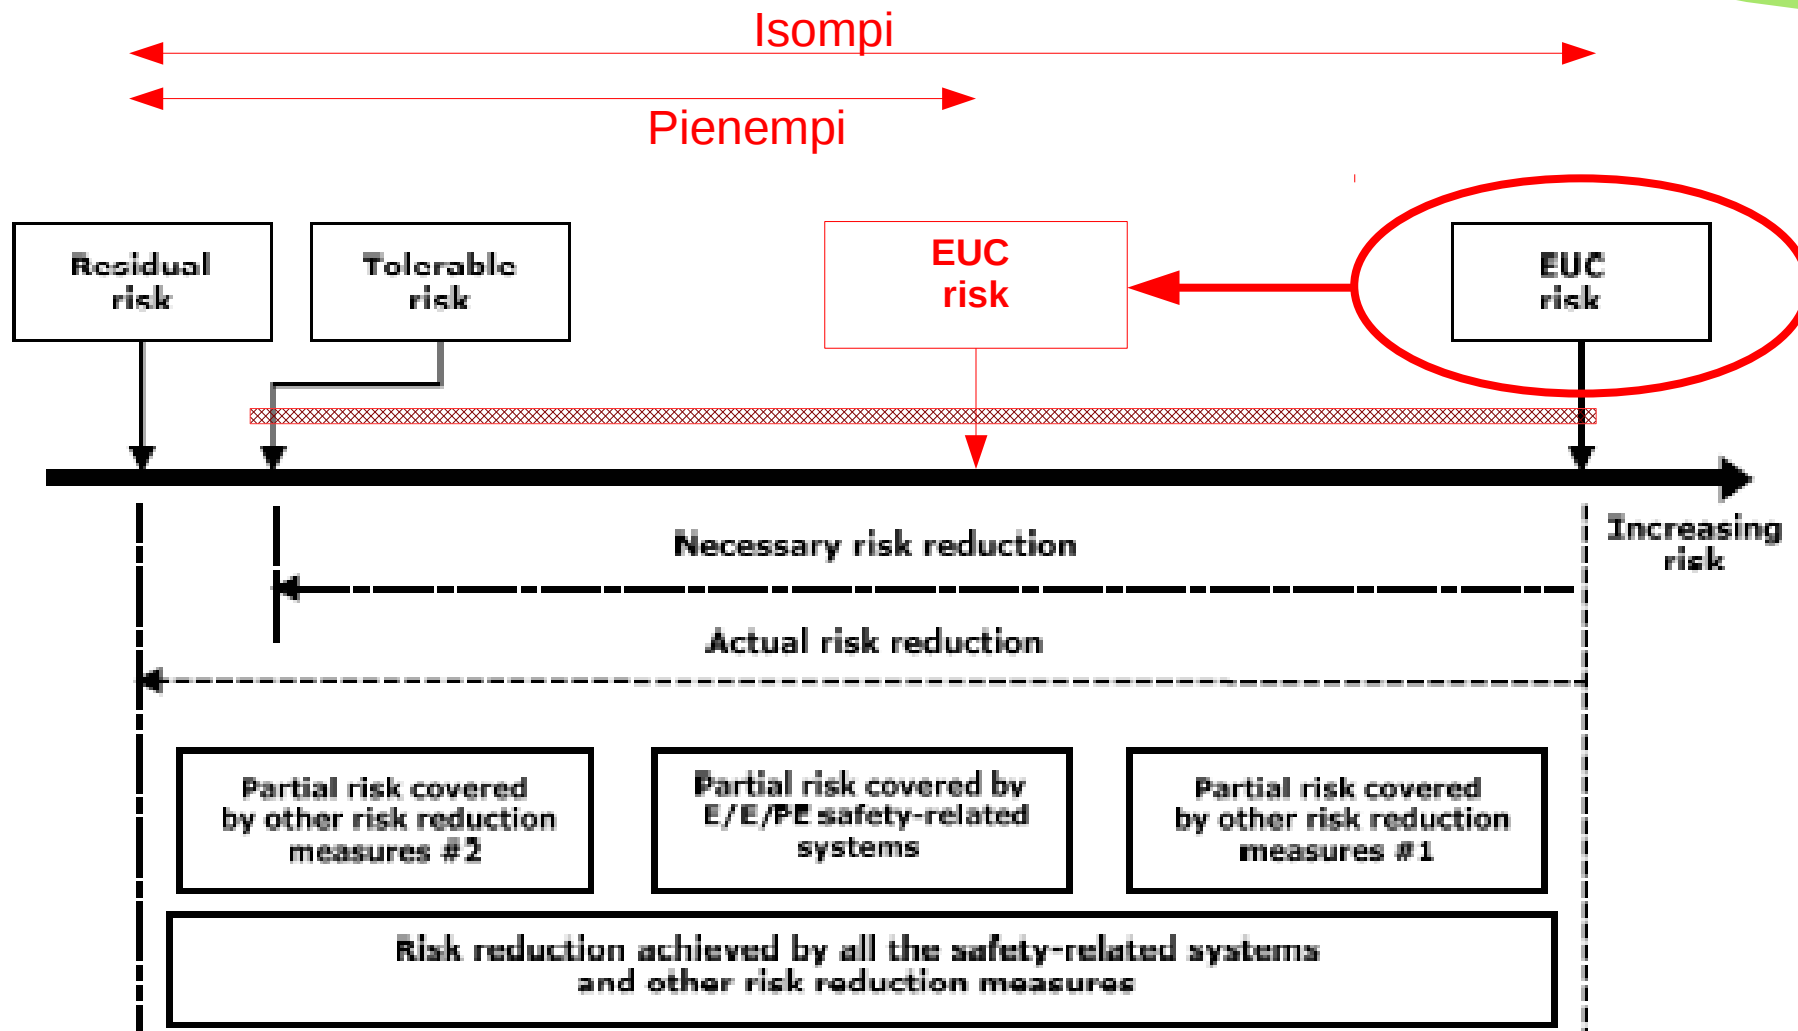 Isompi
Pienempi
Residual
risk
Tolerable
risk
EUC
risk
EUC
risk
Increasing
risk
Necessary risk reduction
Actual risk reduction
Partial risk covered
by other risk reduction
measures #2
Partial risk covered by
E/E/PE safety-related
systems
Partial risk covered
by other risk reduction
measures #1
Risk reduction achieved by all the safety-related systems
and other risk reduction measures